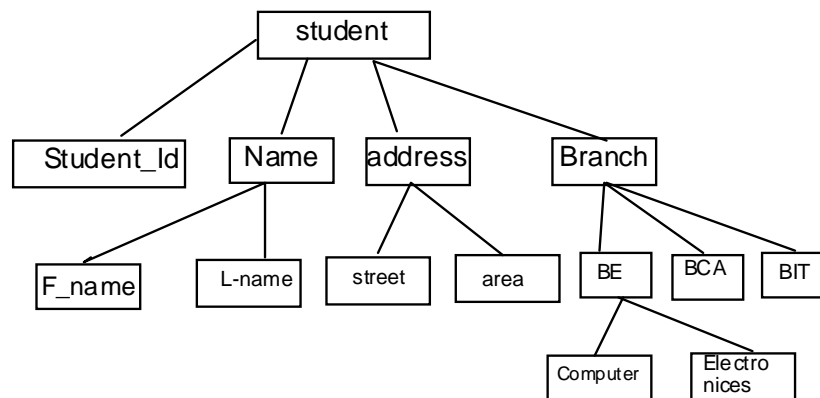 student
Student_Id
Name
address
Branch
F_name
L-name
street
area
BE
BCA
BIT
Computer
Electro
nices